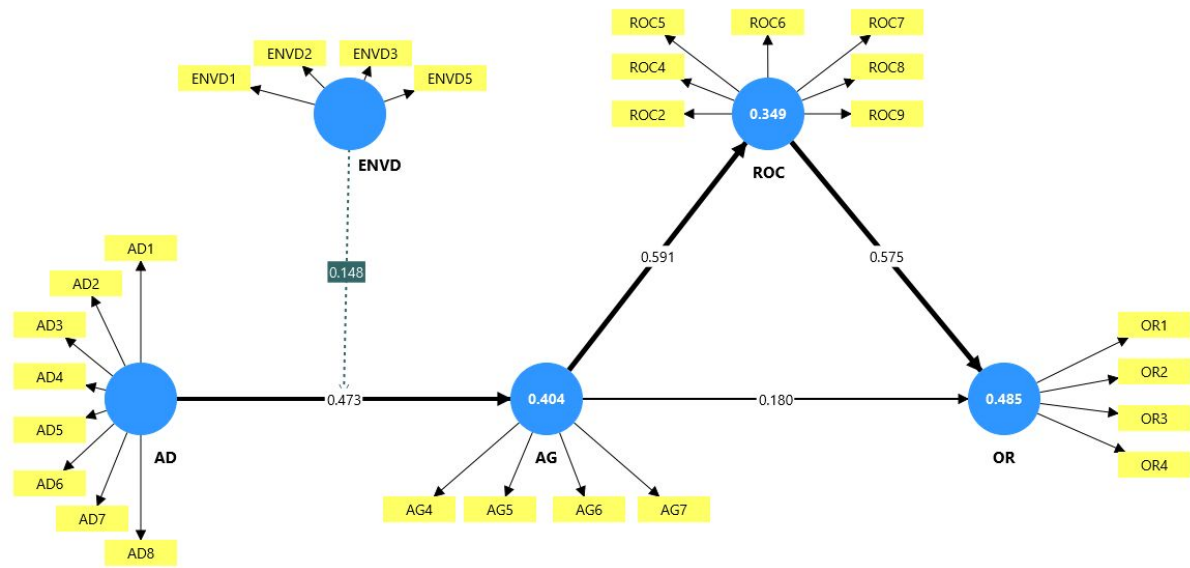 ROC5
ROC6
ROC7
ENVD2
ENVD3
ENVD1
ENVD5
ROC4
ROC8
ROC2
0.349
ROC9
ENVD
ROC
AD1
0.148
0.591
0.575
AD2
AD3
OR1
AD4
OR2
0.473
0.404
0.180
0.485
AD5
OR3
AD
AG
OR
OR4
AD6
AD7
AG4
AG5
AG6
AG7
AD8